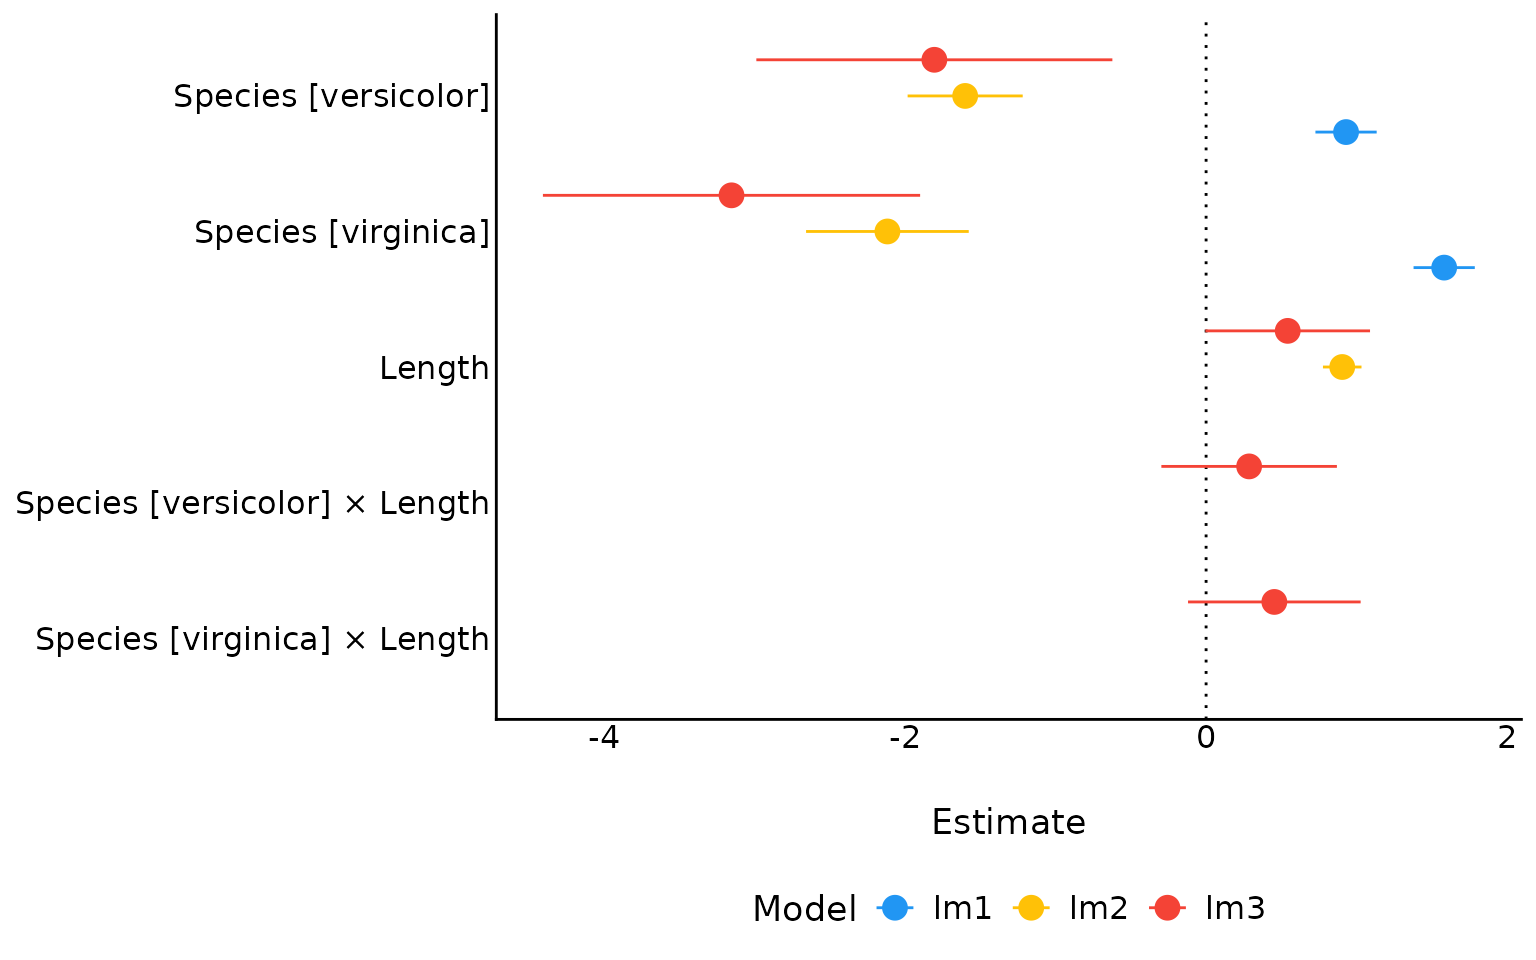 Species [versicolor]
Species [virginica]
Length
Species [versicolor] × Length
Species [virginica] × Length
-4 -2 0 2
Estimate
Model lm1 lm2 lm3